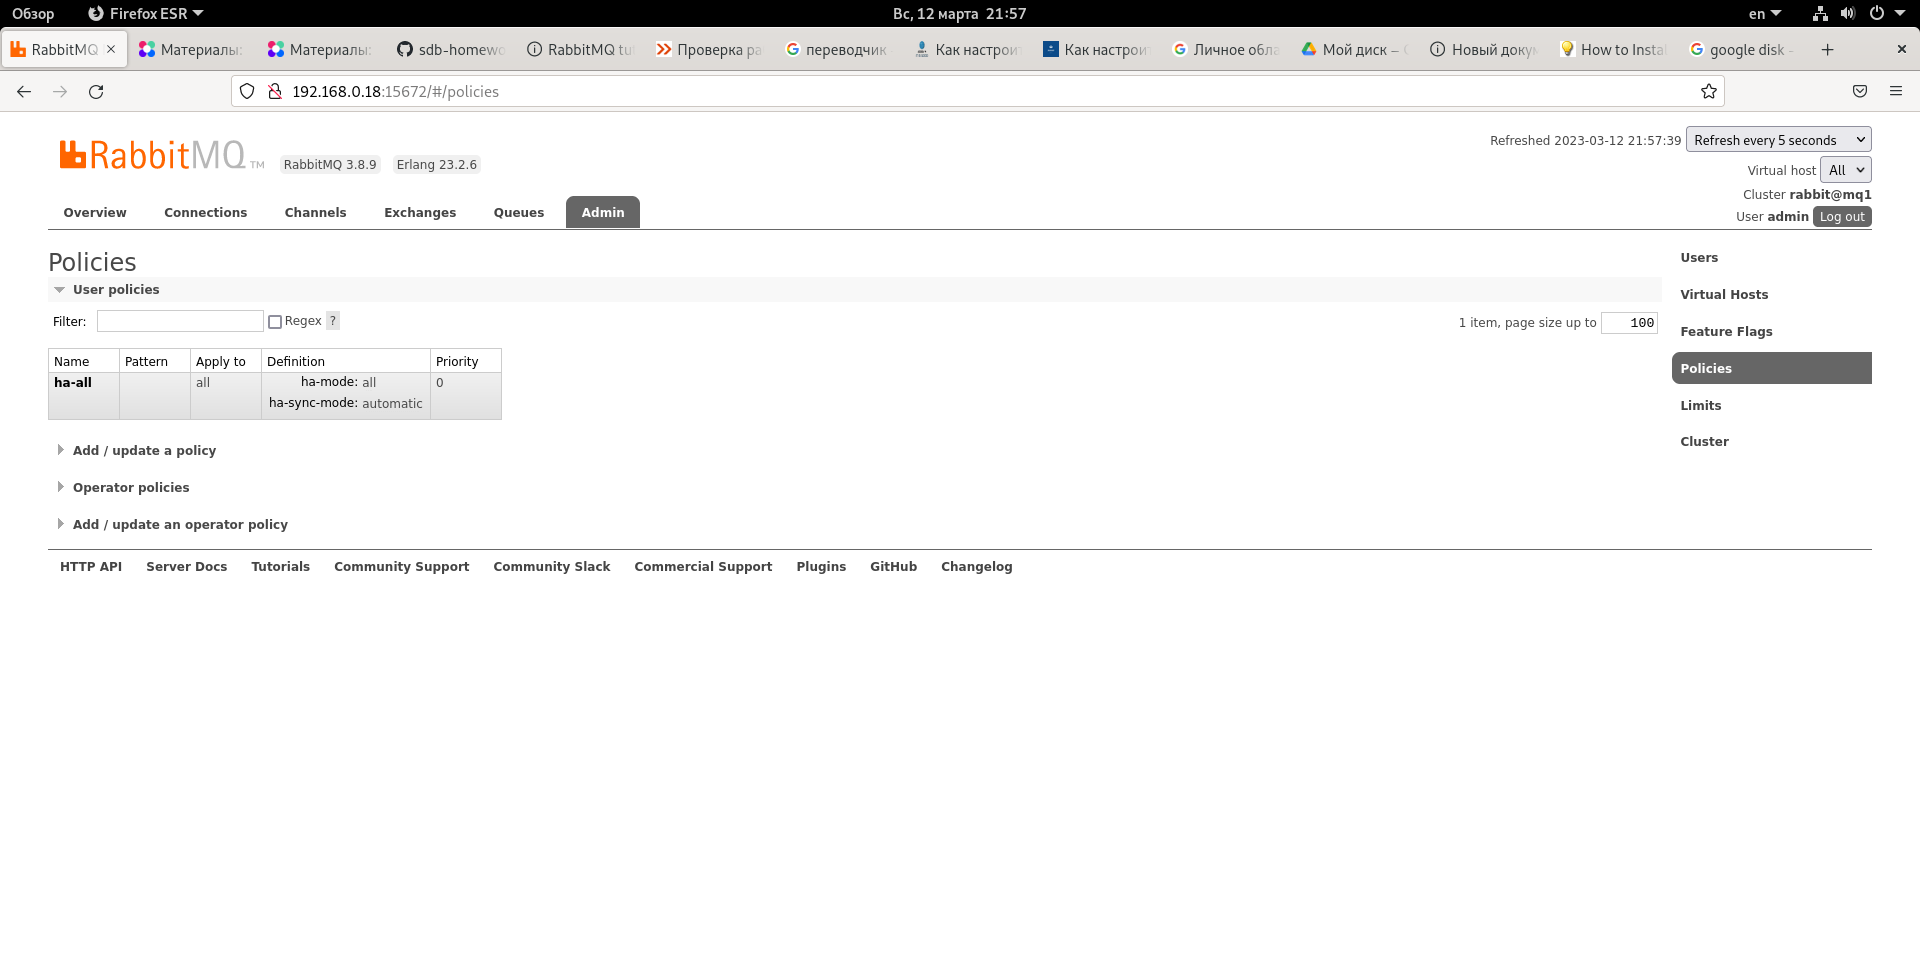 Обзор Firefox ESR Вс, 12 марта 21:57 en
RabbitMQ Материалы: Материалы: sdb-homewo RabbitMQ tut Проверка ра переводчик Как настрои Как настрои Личное обла Мой диск – Новый докум How to Insta google disk -
192.168.0.18:15672/#/policies
RabbitMQ TM RabbitMQ 3.8.9 Erlang 23.2.6
Refreshed 2023-03-12 21:57:39 Refresh every 5 seconds
Virtual host All
Cluster rabbit@mq1
User admin Log out
Overview Connections Channels Exchanges Queues Admin
Policies
User policies
Filter: Regex ? 1 item, page size up to 100
Name Pattern Apply to Definition Priority
ha-all all ha-mode: all 0
ha-sync-mode: automatic
Add / update a policy
Operator policies
Add / update an operator policy
Users
Virtual Hosts
Feature Flags
Policies
Limits
Cluster
HTTP API Server Docs Tutorials Community Support Community Slack Commercial Support Plugins GitHub Changelog